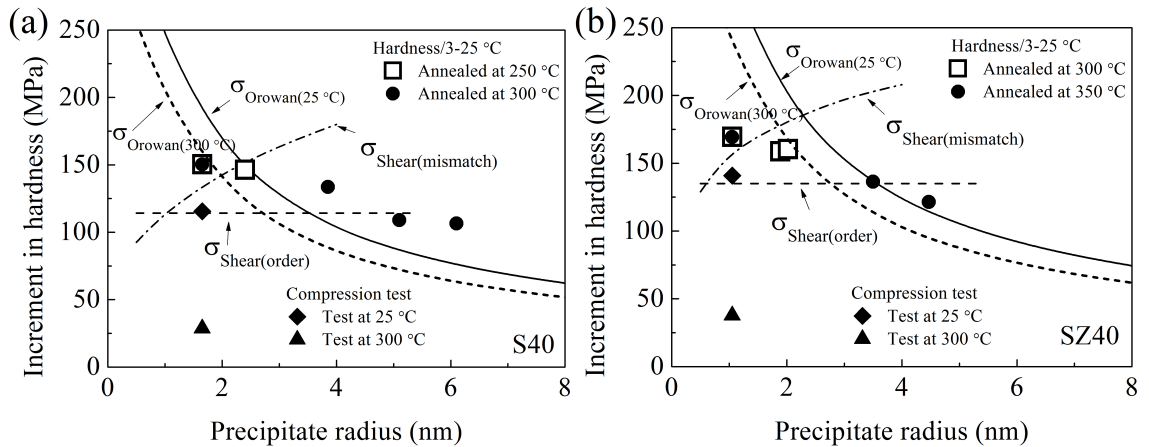 (a)
250
200
150
100
50
0
0 2 4 6 8
Increment in hardness (MPa)
Precipitate radius (nm)
Hardness/3-25 °C
Annealed at 250 °C
Annealed at 300 °C
σOrowan(25 °C)
σOrowan(300 °C)
σShear(mismatch)
σShear(order)
Compression test
Test at 25 °C
Test at 300 °C
S40
(b)
250
200
150
100
50
0
0 2 4 6 8
Increment in hardness (MPa)
Precipitate radius (nm)
Hardness/3-25 °C
Annealed at 300 °C
Annealed at 350 °C
σOrowan(25 °C)
σOrowan(300 °C)
σShear(mismatch)
σShear(order)
Compression test
Test at 25 °C
Test at 300 °C
SZ40